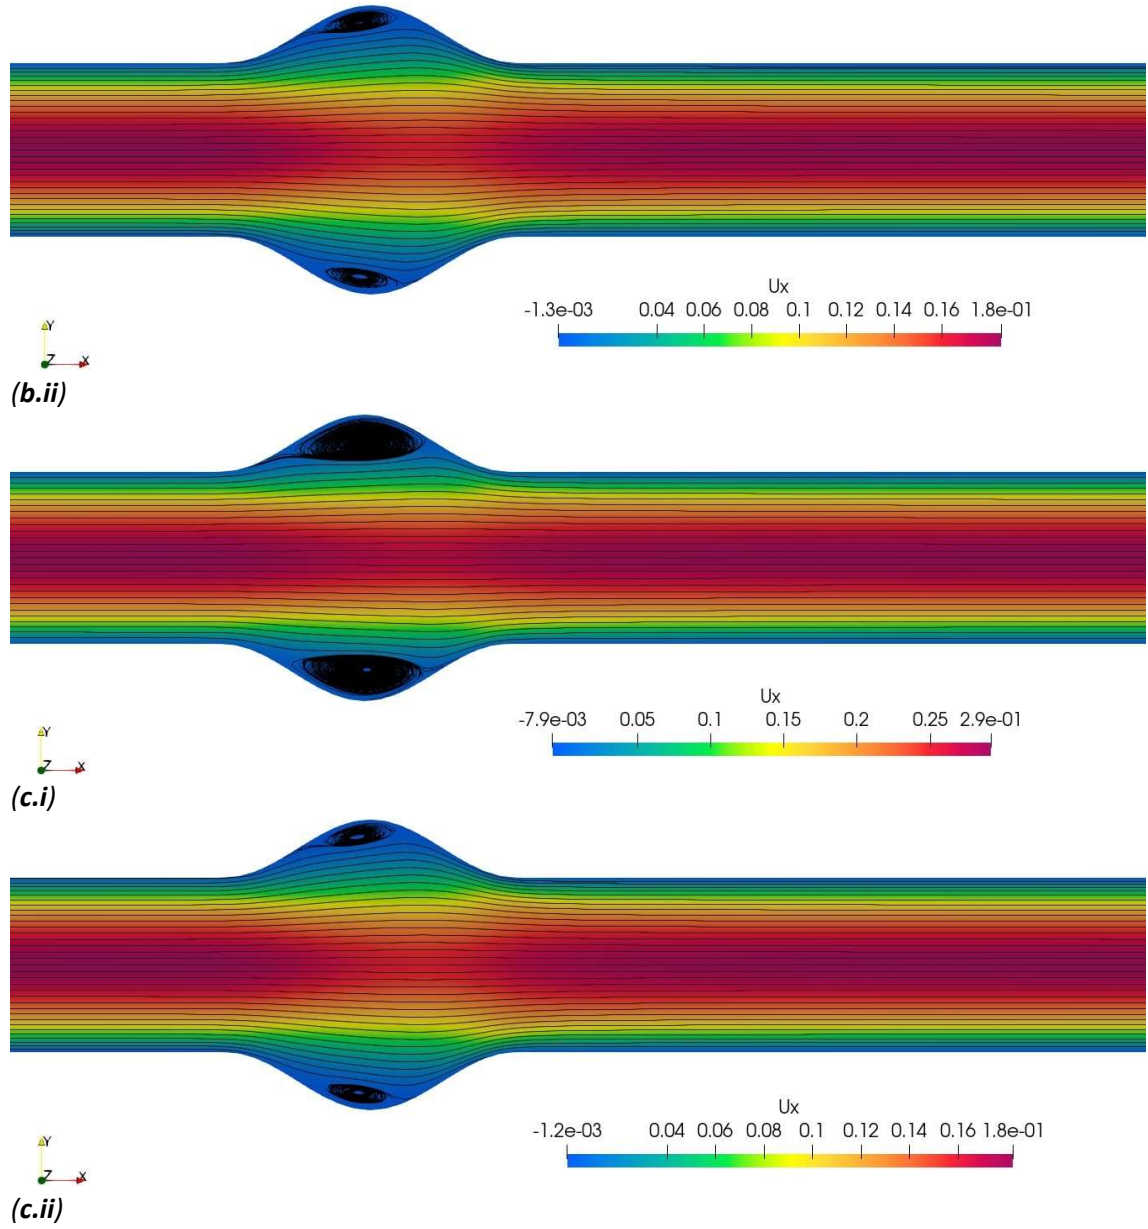 Ux
-1.3e-03 0.04 0.06 0.08 0.1 0.12 0.14 0.16 1.8e-01
Y
Z X
(b.ii)
Ux
-7.9e-03 0.05 0.1 0.15 0.2 0.25 2.9e-01
Y
Z X
(c.i)
Ux
-1.2e-03 0.04 0.06 0.08 0.1 0.12 0.14 0.16 1.8e-01
Y
Z X
(c.ii)